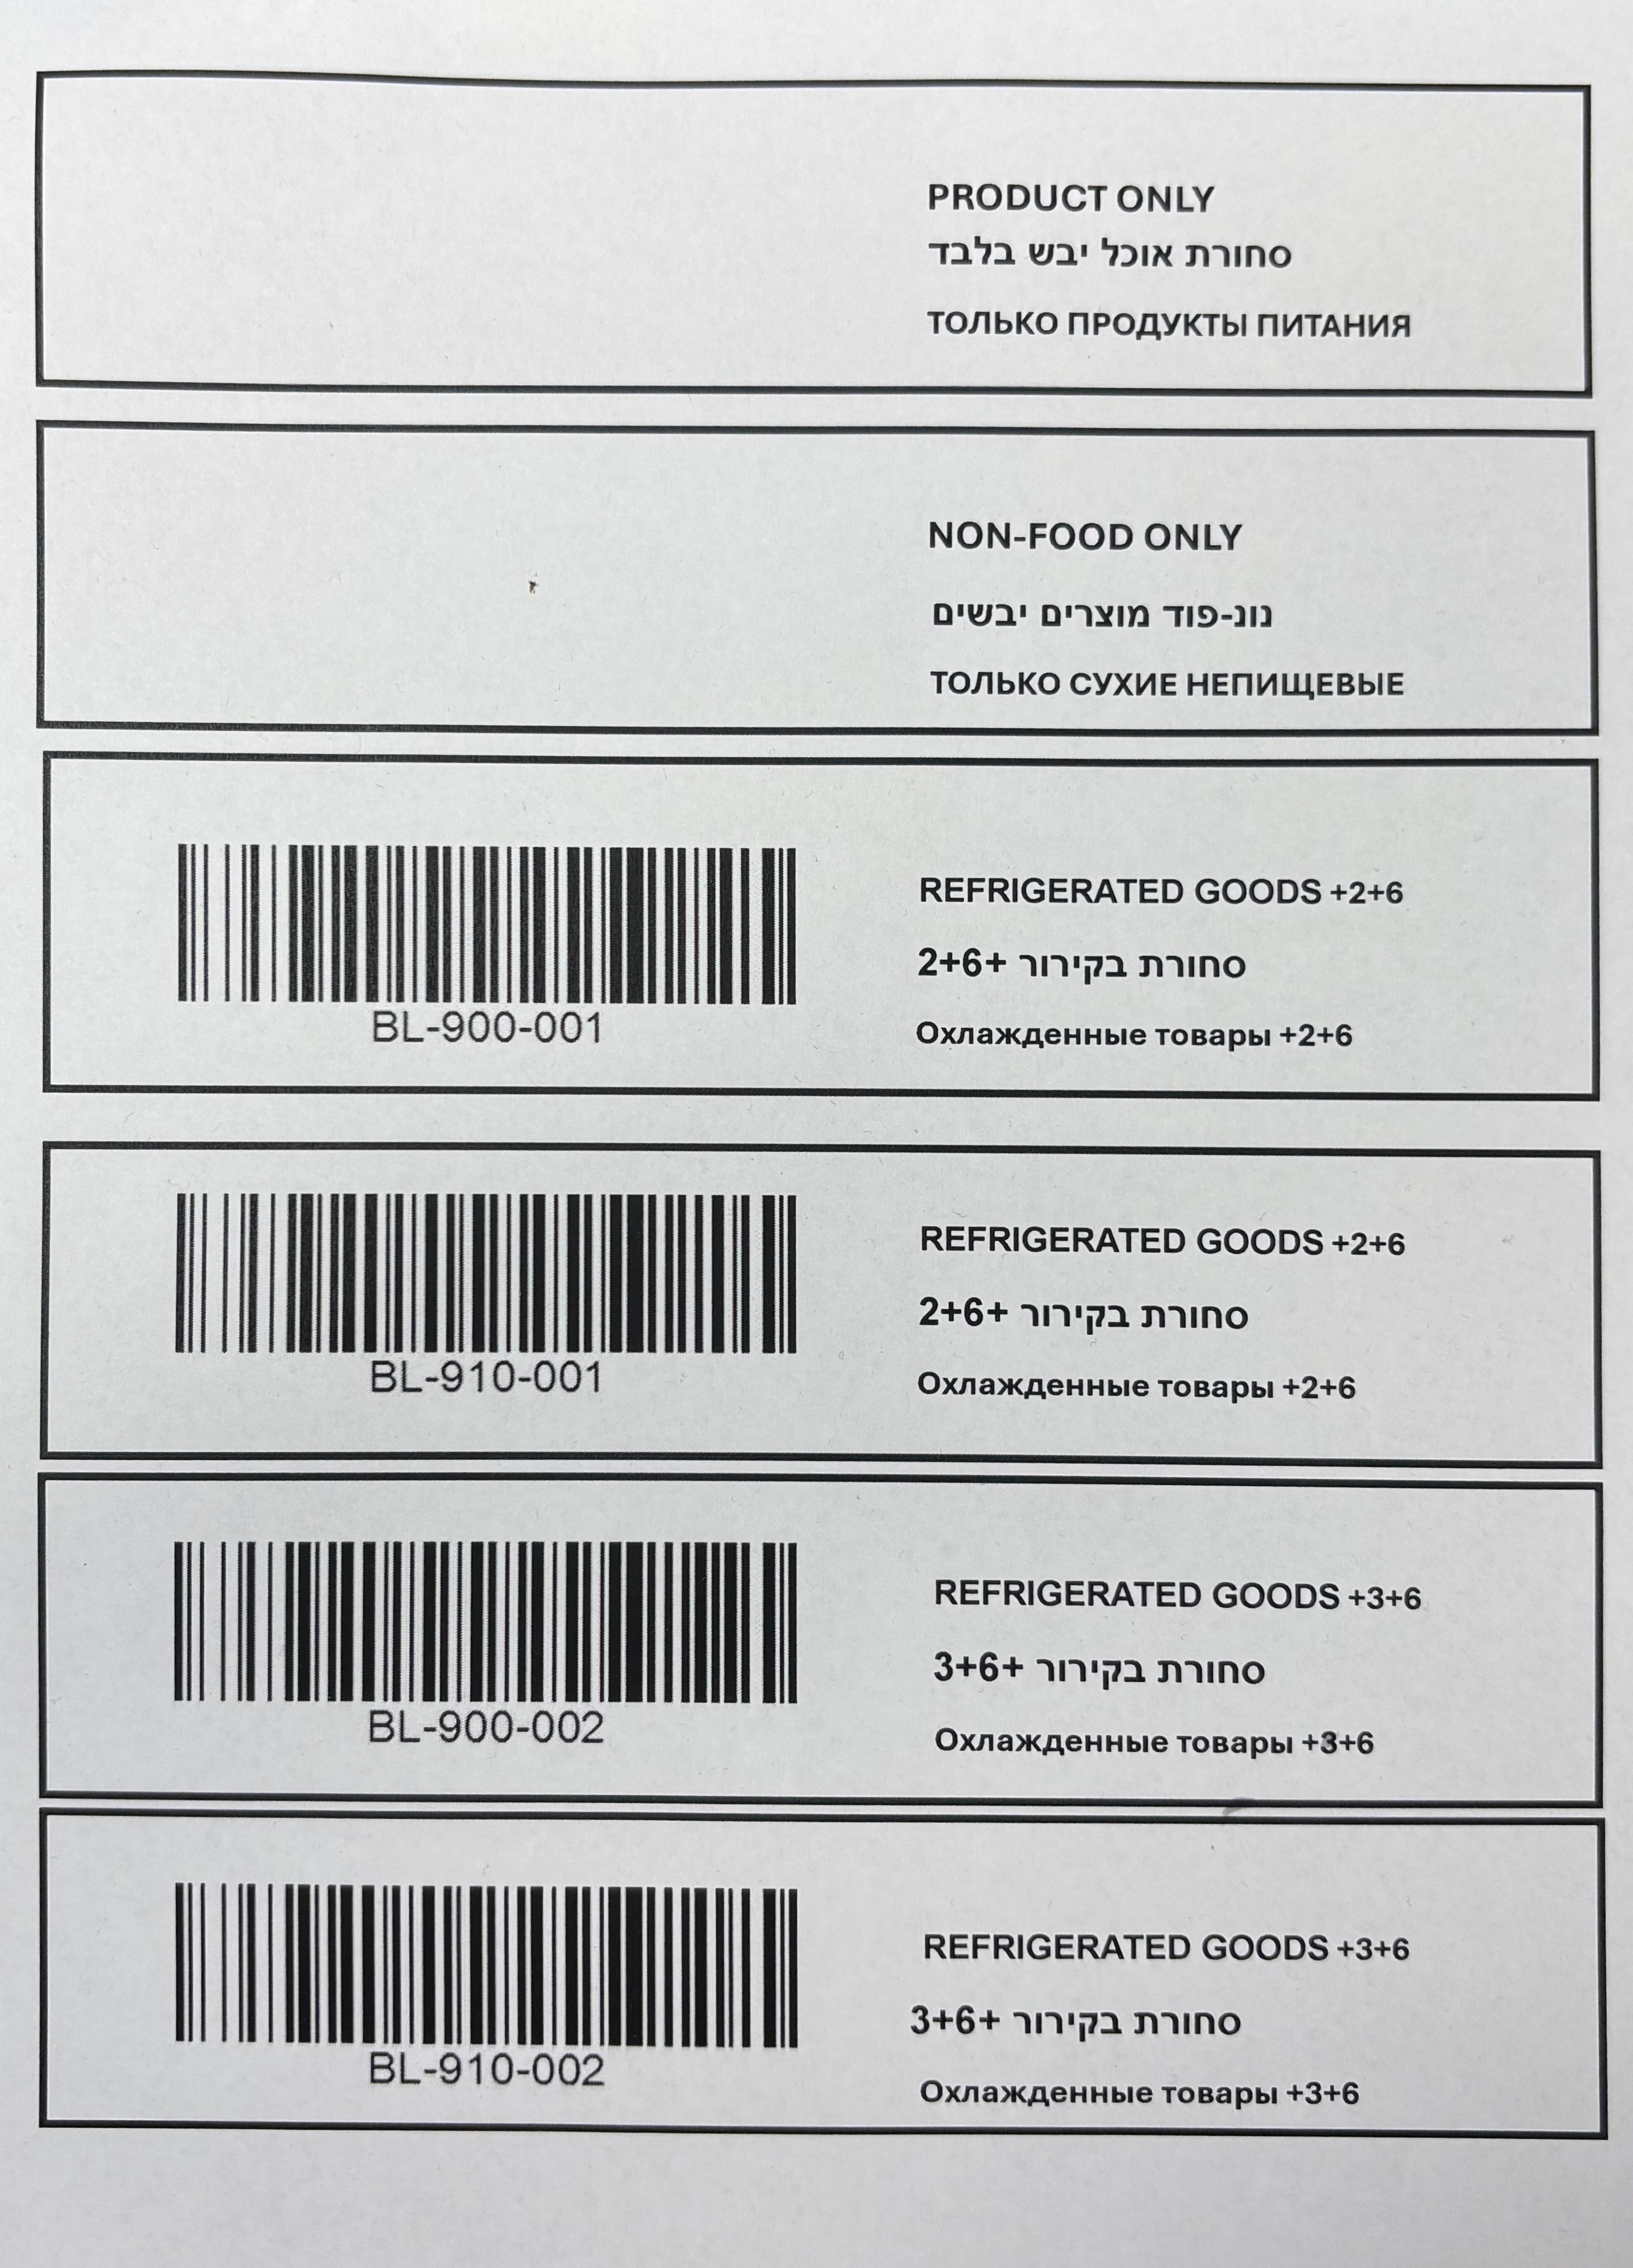 PRODUCT ONLY
סחורת אוכל יבש בלבד
ТОЛЬКО ПРОДУКТЫ ПИТАНИЯ
NON-FOOD ONLY
נונ-פוד מוצרים יבשים
ТОЛЬКО СУХИЕ НЕПИЩЕВЫЕ
BL-900-001
REFRIGERATED GOODS +2+6
סחורת בקירור +2+6
Охлажденные товары +2+6
BL-910-001
REFRIGERATED GOODS +2+6
סחורת בקירור +2+6
Охлажденные товары +2+6
BL-900-002
REFRIGERATED GOODS +3+6
סחורת בקירור +3+6
Охлажденные товары +3+6
BL-910-002
REFRIGERATED GOODS +3+6
סחורת בקירור +3+6
Охлажденные товары +3+6